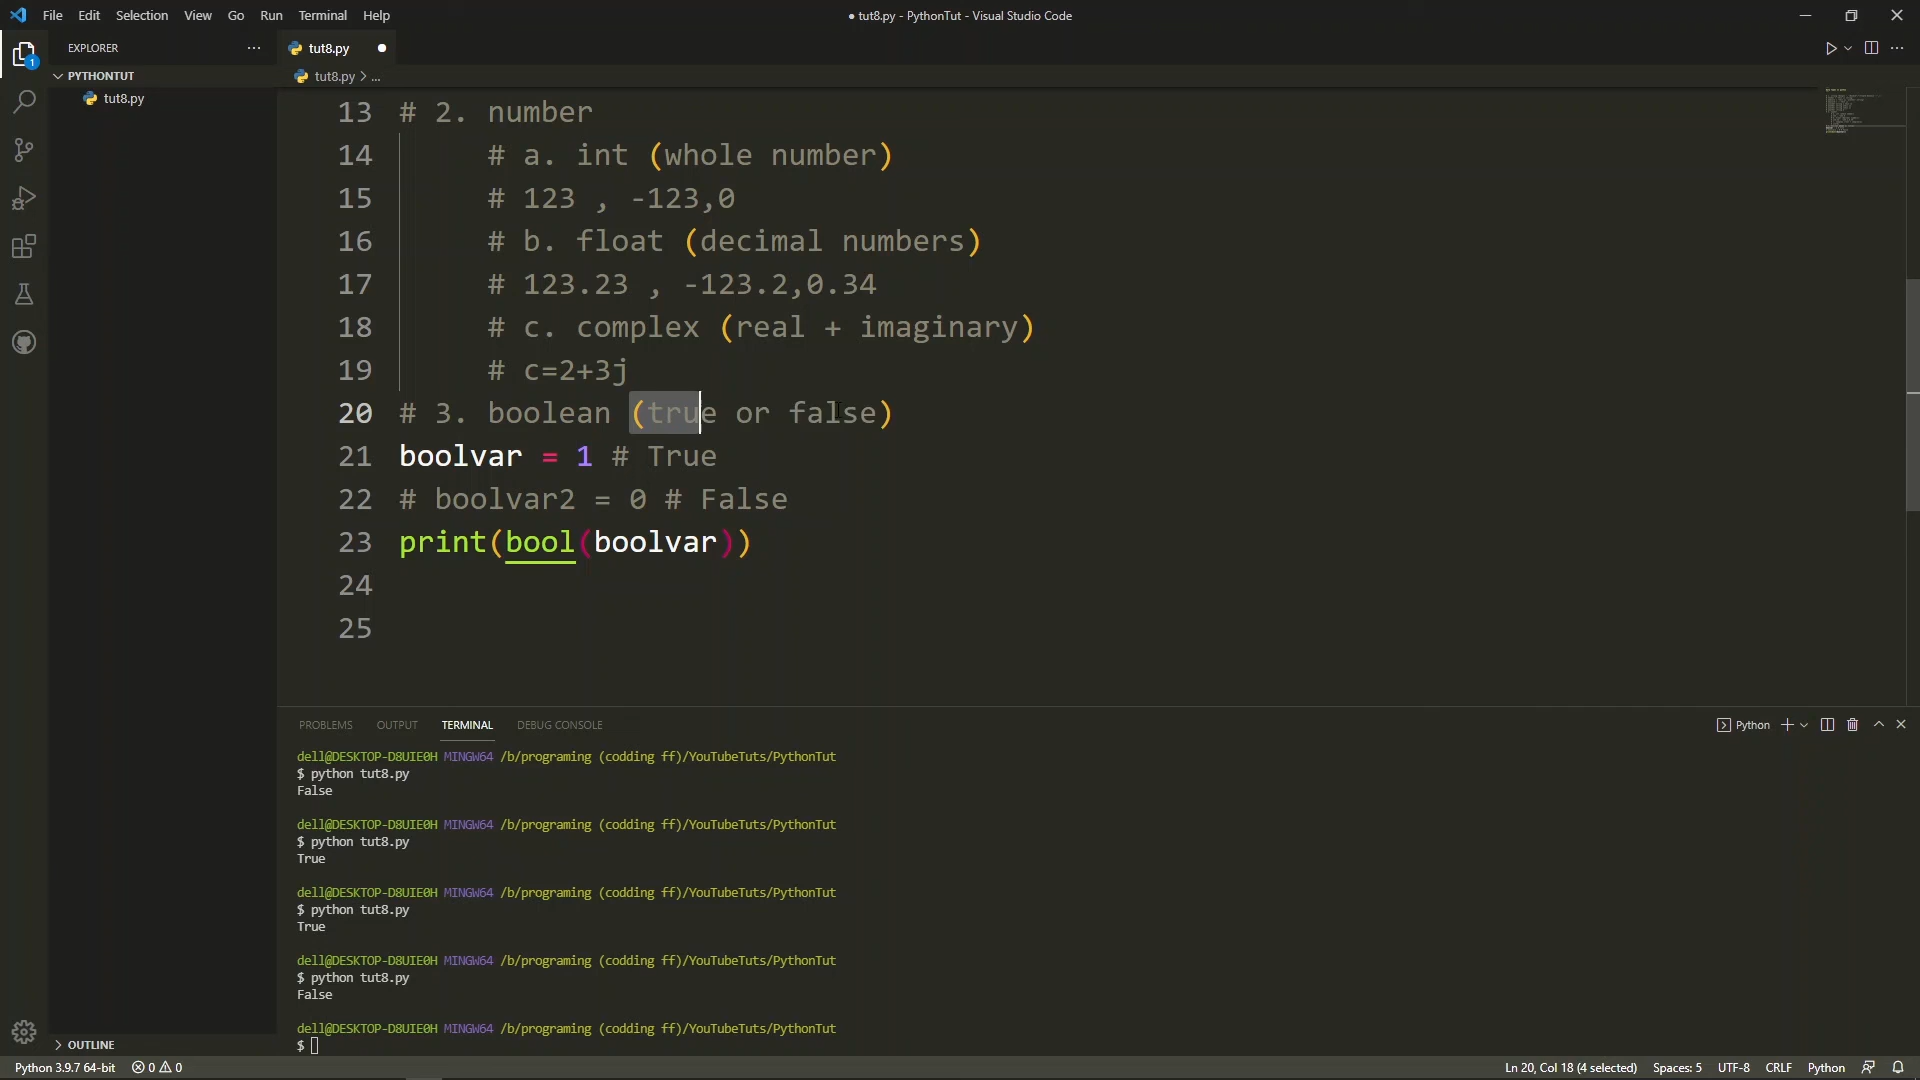 File Edit Selection View Go Run Terminal Help
● tut8.py - PythonTut - Visual Studio Code
EXPLORER
PYTHONTUT
tut8.py
1
tut8.py
tut8.py > ...
13 # 2. number
14 # a. int (whole number)
15 # 123 , -123,0
16 # b. float (decimal numbers)
17 # 123.23 , -123.2,0.34
18 # c. complex (real + imaginary)
19 # c=2+3j
20 # 3. boolean (true or false)
21 boolvar = 1 # True
22 # boolvar2 = 0 # False
23 print(bool(boolvar))
24
25
PROBLEMS OUTPUT TERMINAL DEBUG CONSOLE
Python
dell@DESKTOP-D8UIE0H MINGW64 /b/programing (codding ff)/YouTubeTuts/PythonTut
$ python tut8.py
False
dell@DESKTOP-D8UIE0H MINGW64 /b/programing (codding ff)/YouTubeTuts/PythonTut
$ python tut8.py
True
dell@DESKTOP-D8UIE0H MINGW64 /b/programing (codding ff)/YouTubeTuts/PythonTut
$ python tut8.py
True
dell@DESKTOP-D8UIE0H MINGW64 /b/programing (codding ff)/YouTubeTuts/PythonTut
$ python tut8.py
False
dell@DESKTOP-D8UIE0H MINGW64 /b/programing (codding ff)/YouTubeTuts/PythonTut
$
OUTLINE
Python 3.9.7 64-bit 0 0
Ln 20, Col 18 (4 selected) Spaces: 5 UTF-8 CRLF Python